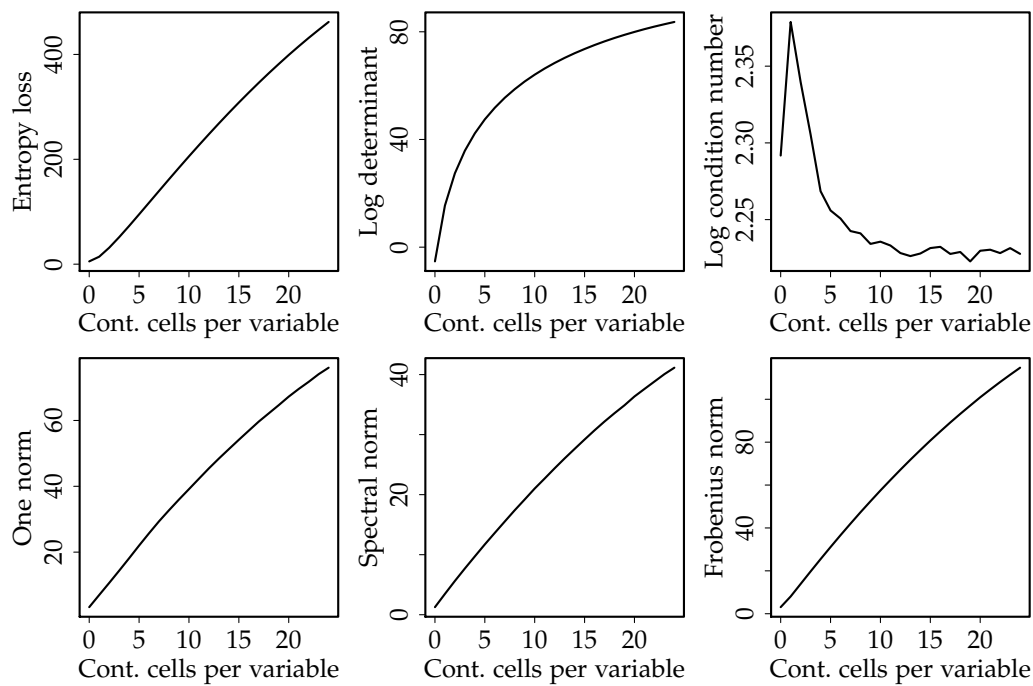 Entropy loss
0 200 400
0 5 10 15 20
Cont. cells per variable
Log determinant
0 40 80
0 5 10 15 20
Cont. cells per variable
Log condition number
2.25 2.30 2.35
0 5 10 15 20
Cont. cells per variable
One norm
20 40 60
0 5 10 15 20
Cont. cells per variable
Spectral norm
0 20 40
0 5 10 15 20
Cont. cells per variable
Frobenius norm
0 40 80
0 5 10 15 20
Cont. cells per variable